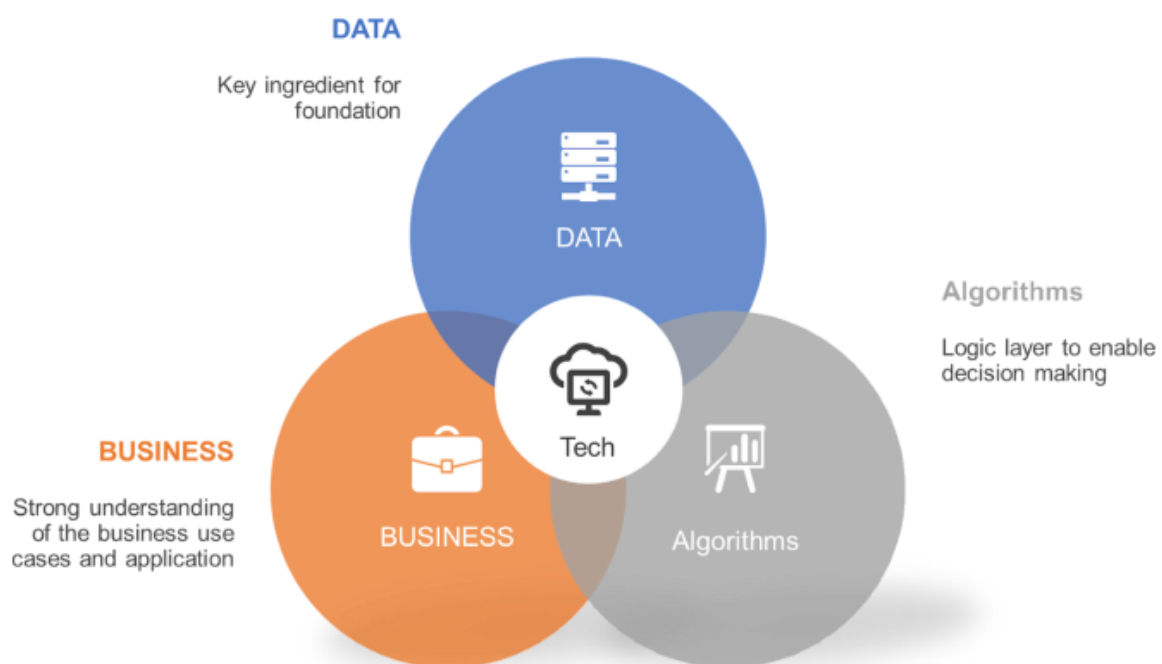 DATA
Key ingredient for
foundation
DATA
Algorithms
Logic layer to enable
decision making
Tech
BUSINESS
Strong understanding
of the business use
cases and application
BUSINESS
Algorithms